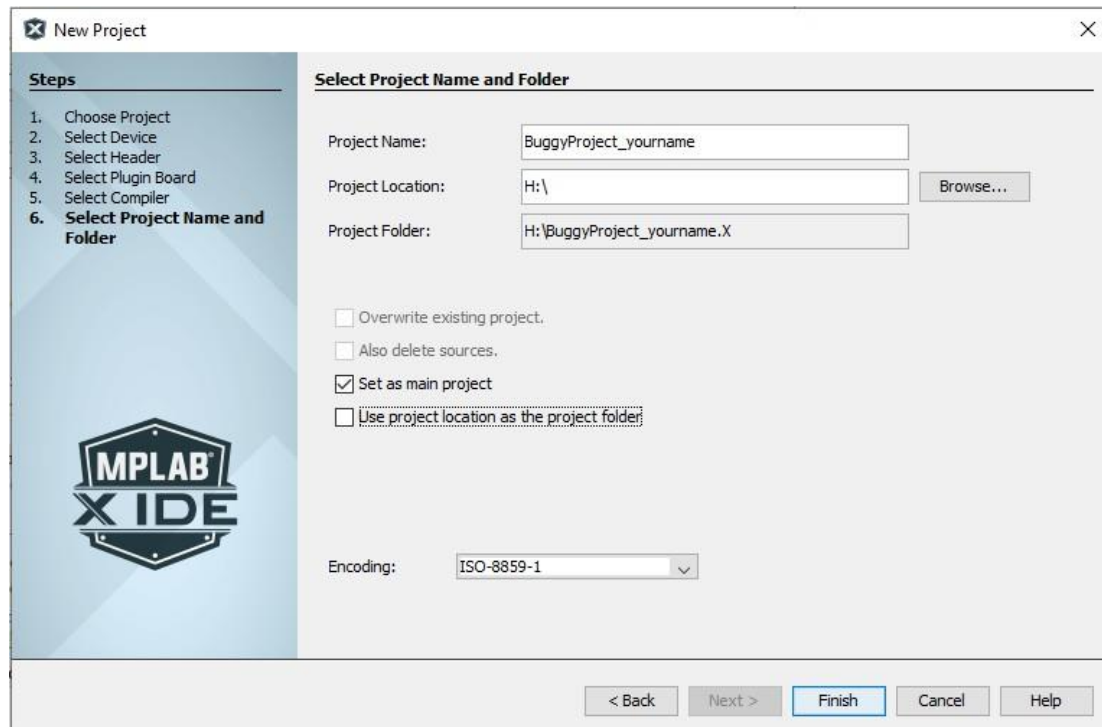 New Project
Steps
1. Choose Project
2. Select Device
3. Select Header
4. Select Plugin Board
5. Select Compiler
6. Select Project Name and
Folder
MPLAB®
X IDE
Select Project Name and Folder
Project Name: BuggyProject_yourname
Project Location: H:\ Browse...
Project Folder: H:\BuggyProject_yourname.X
Overwrite existing project.
Also delete sources.
Set as main project
Use project location as the project folder
Encoding: ISO-8859-1
< Back Next > Finish Cancel Help